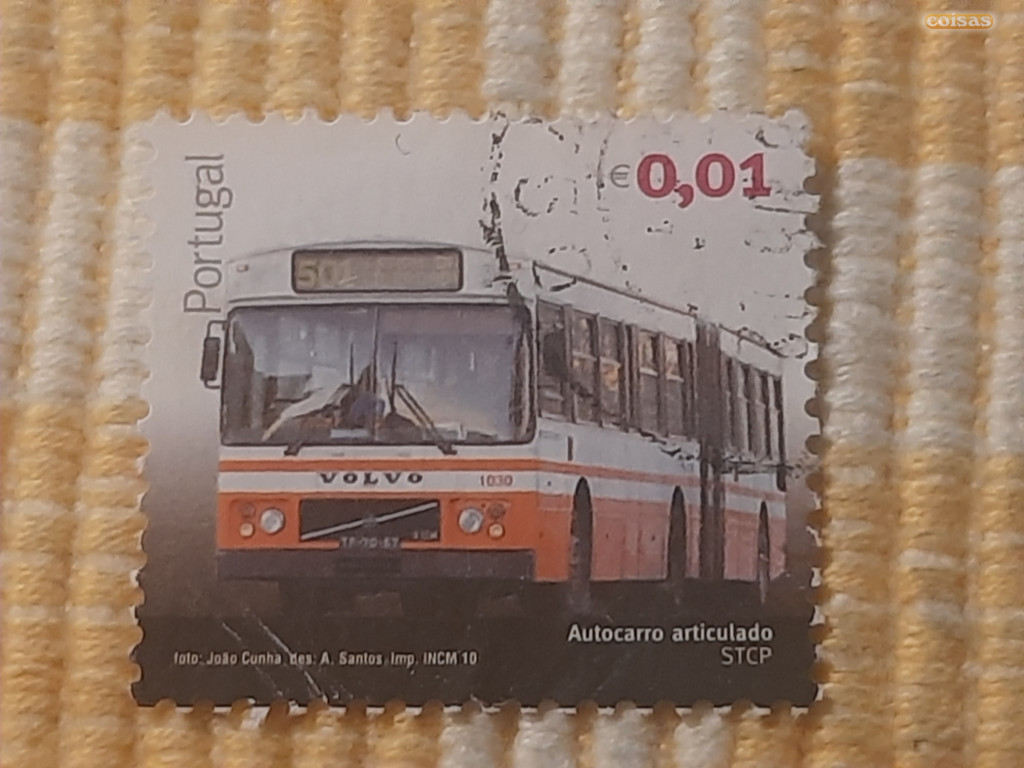 coisas
Portugal
€0,01
VOLVO
1030
Autocarro articulado
STCP
foto: João Cunha des: A. Santos Imp. INCM'10